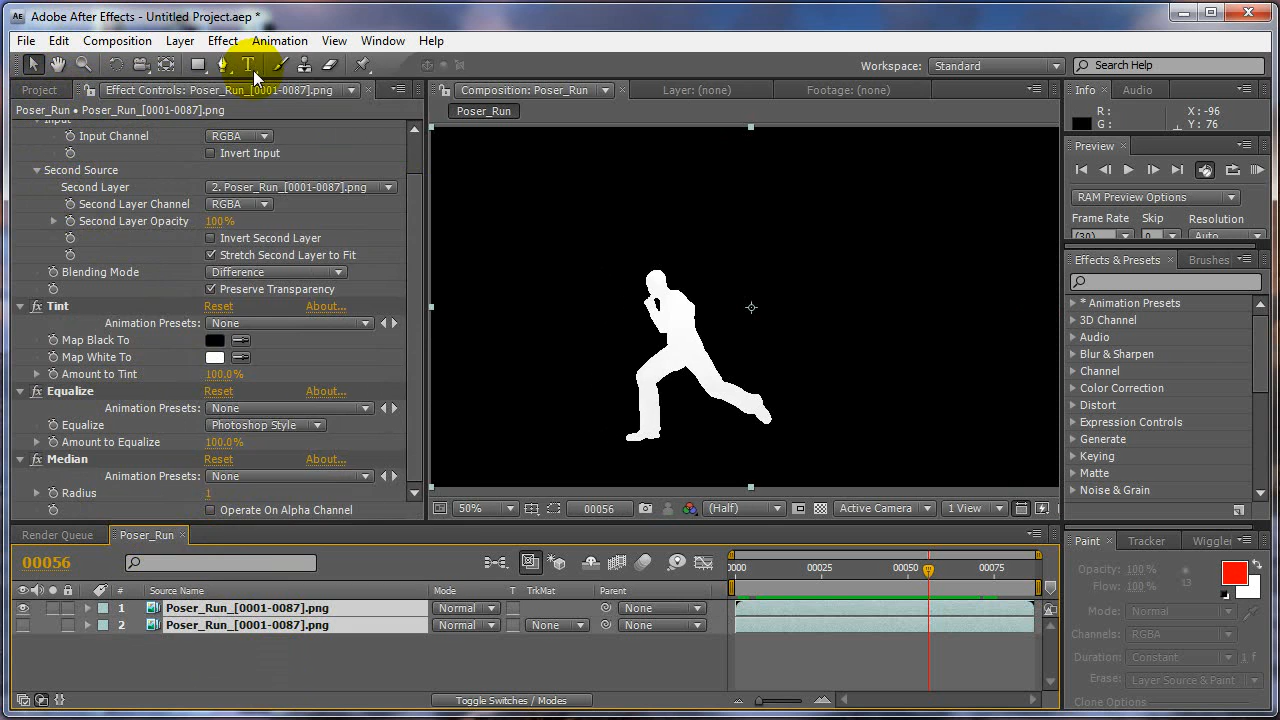 Adobe After Effects - Untitled Project.aep *
File Edit Composition Layer Effect Animation View Window Help
T Workspace: Standard Search Help
Project Effect Controls: Poser_Run_[0001-0087].png Composition: Poser_Run Layer: (none) Footage: (none) Info Audio
Poser_Run • Poser_Run_[0001-0087].png Poser_Run R: X: -96
G: Y: 76
Input
Input Channel RGBA
Invert Input Preview
Second Source
Second Layer 2. Poser_Run_[0001-0087].png RAM Preview Options
Second Layer Channel RGBA
Second Layer Opacity 100% Frame Rate Skip Resolution
Invert Second Layer (30) Auto
Stretch Second Layer to Fit Effects & Presets Brushes
Blending Mode Difference
Preserve Transparency
fx Tint Reset About... * Animation Presets
Animation Presets: None 3D Channel
Map Black To Audio
Map White To Blur & Sharpen
Amount to Tint 100.0% Channel
fx Equalize Reset About... Color Correction
Animation Presets: None Distort
Equalize Photoshop Style Expression Controls
Amount to Equalize 100.0% Generate
fx Median Reset About... Keying
Animation Presets: None Matte
Radius 1 Noise & Grain
Operate On Alpha Channel 50% 00056 (Half) Active Camera 1 View
Render Queue Poser_Run Paint Tracker Wiggler
00056 0000 00025 00050 00075 Opacity: 100 %
Flow: 100 % 13
# Source Name Mode T TrkMat Parent
1 Poser_Run_[0001-0087].png Normal None Mode: Normal
2 Poser_Run_[0001-0087].png Normal None None Channels: RGBA
Duration: Constant 1 f
Erase: Layer Source & Paint
Toggle Switches / Modes Clone Options